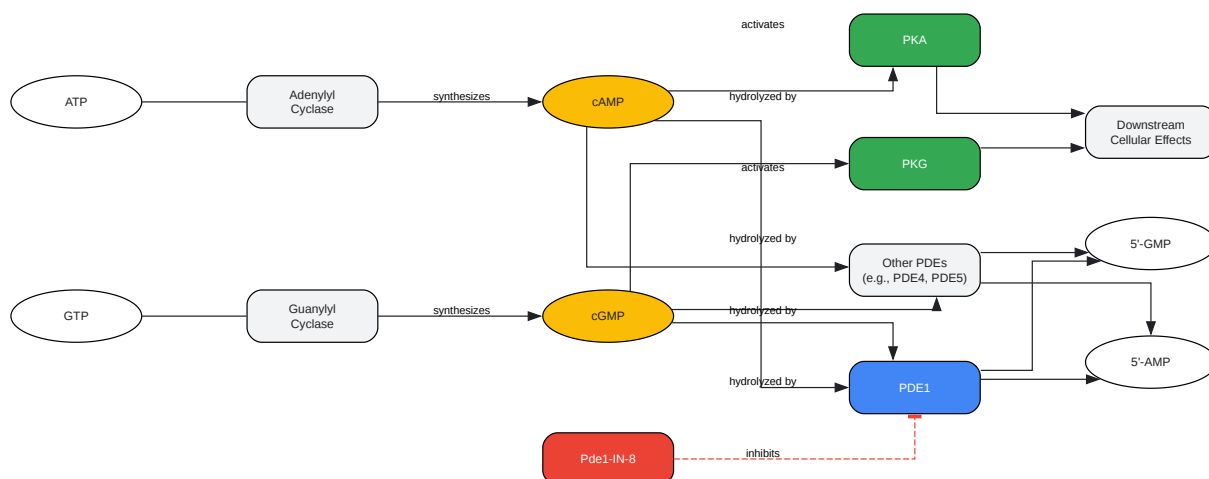 activates
PKA
ATP
Adenylyl
Cyclase
synthesizes
cAMP
hydrolyzed by
Downstream
Cellular Effects
PKG
activates
hydrolyzed by
5'-GMP
Other PDEs
(e.g., PDE4, PDE5)
GTP
Guanylyl
Cyclase
synthesizes
cGMP
hydrolyzed by
5'-AMP
hydrolyzed by
PDE1
Pde1-IN-8
inhibits